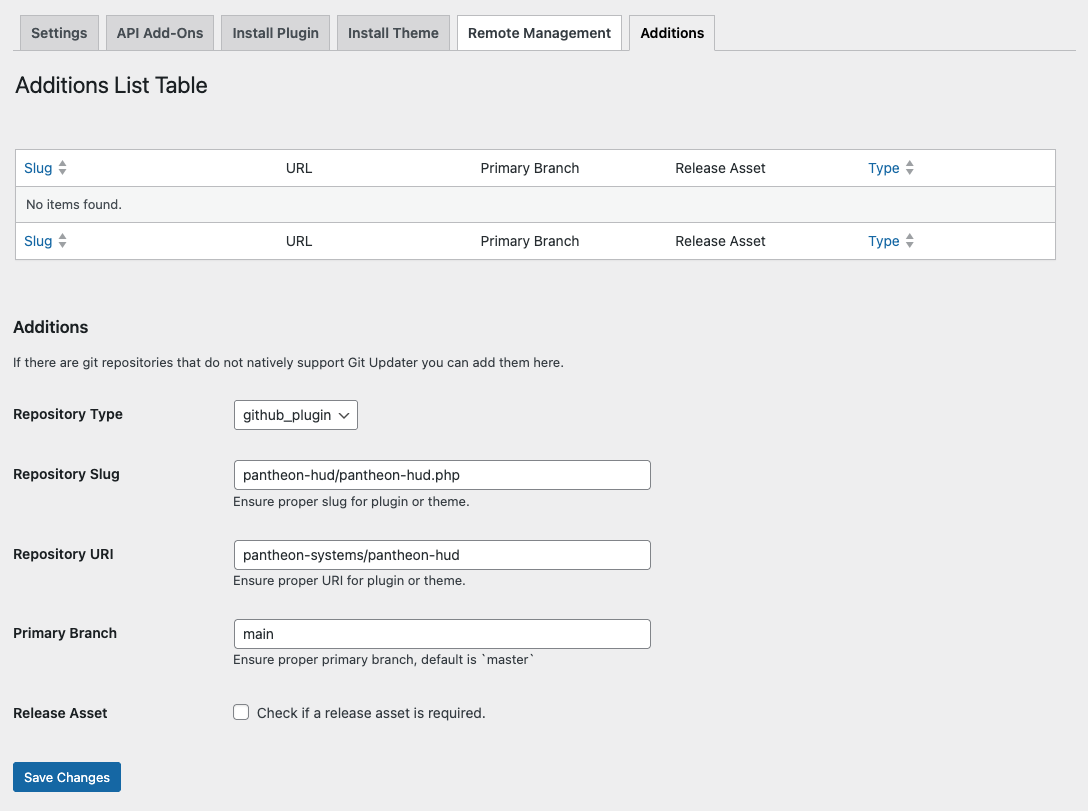 Settings API Add-Ons Install Plugin Install Theme Remote Management Additions
Additions List Table
Slug URL Primary Branch Release Asset Type
No items found.
Slug URL Primary Branch Release Asset Type
Additions
If there are git repositories that do not natively support Git Updater you can add them here.
Repository Type github_plugin
Repository Slug pantheon-hud/pantheon-hud.php
Ensure proper slug for plugin or theme.
Repository URI pantheon-systems/pantheon-hud
Ensure proper URI for plugin or theme.
Primary Branch main
Ensure proper primary branch, default is `master`
Release Asset Check if a release asset is required.
Save Changes